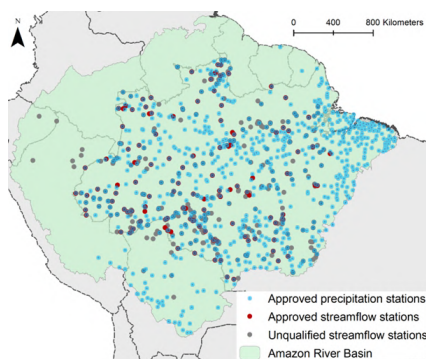 N
0 400 800 Kilometers
Approved precipitation stations
Approved streamflow stations
Unqualified streamflow stations
Amazon River Basin